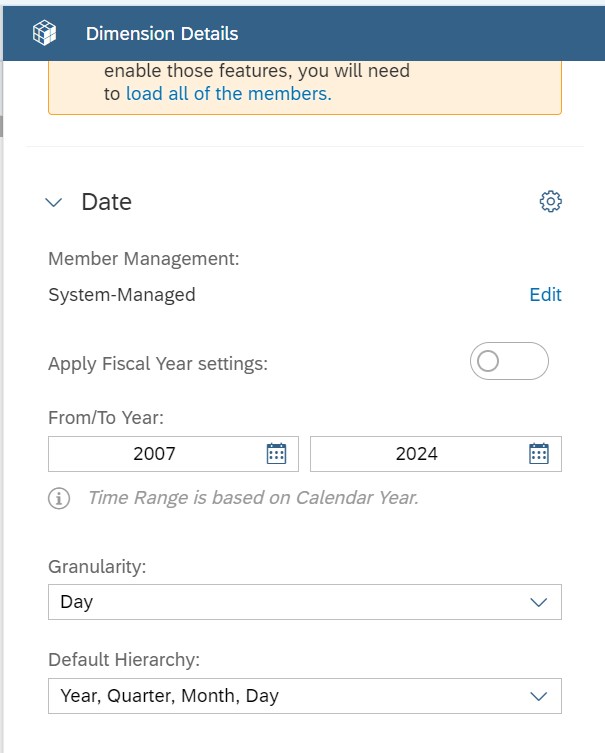 Dimension Details
enable those features, you will need
to load all of the members.
Date
Member Management:
System-Managed
Edit
Apply Fiscal Year settings:
From/To Year:
2007
2024
Time Range is based on Calendar Year.
Granularity:
Day
Default Hierarchy:
Year, Quarter, Month, Day